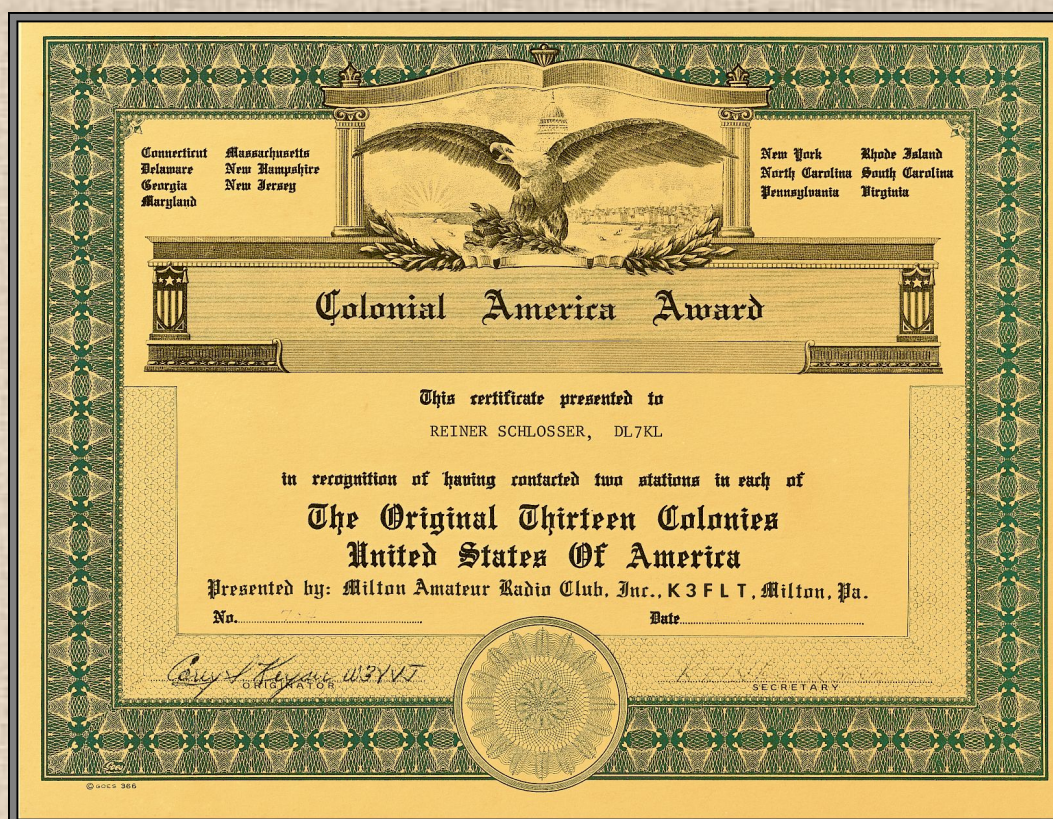 Connecticut Massachusetts
Delaware New Hampshire
Georgia New Jersey
Maryland
New York Rhode Island
North Carolina South Carolina
Pennsylvania Virginia
Colonial America Award
This certificate presented to
REINER SCHLOSSER, DL7KL
in recognition of having contacted two stations in each of
The Original Thirteen Colonies
United States Of America
Presented by: Milton Amateur Radio Club, Inc., K3FLT, Milton, Pa.
No. Date
W3YVJ
ORIGINATOR SECRETARY
Goes
© GOES 366